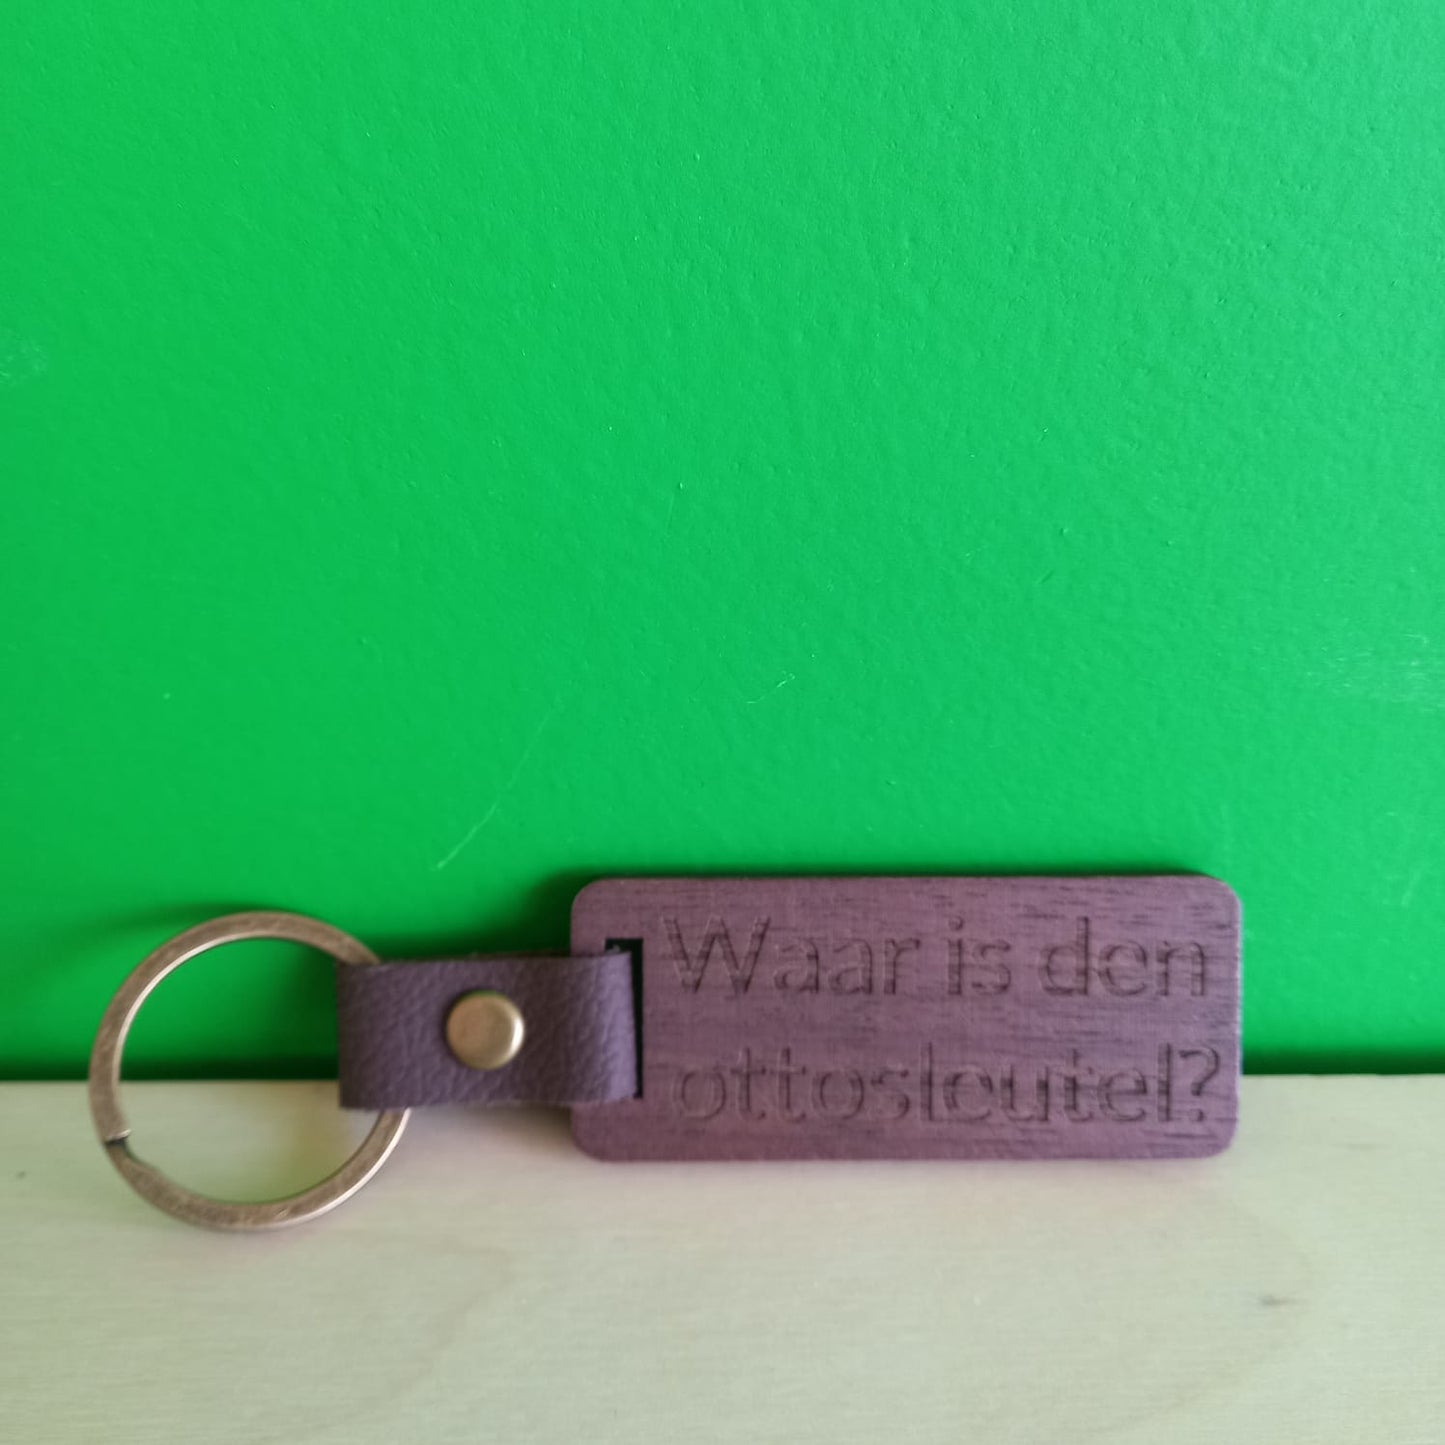 Waar is den
ottosleutel?